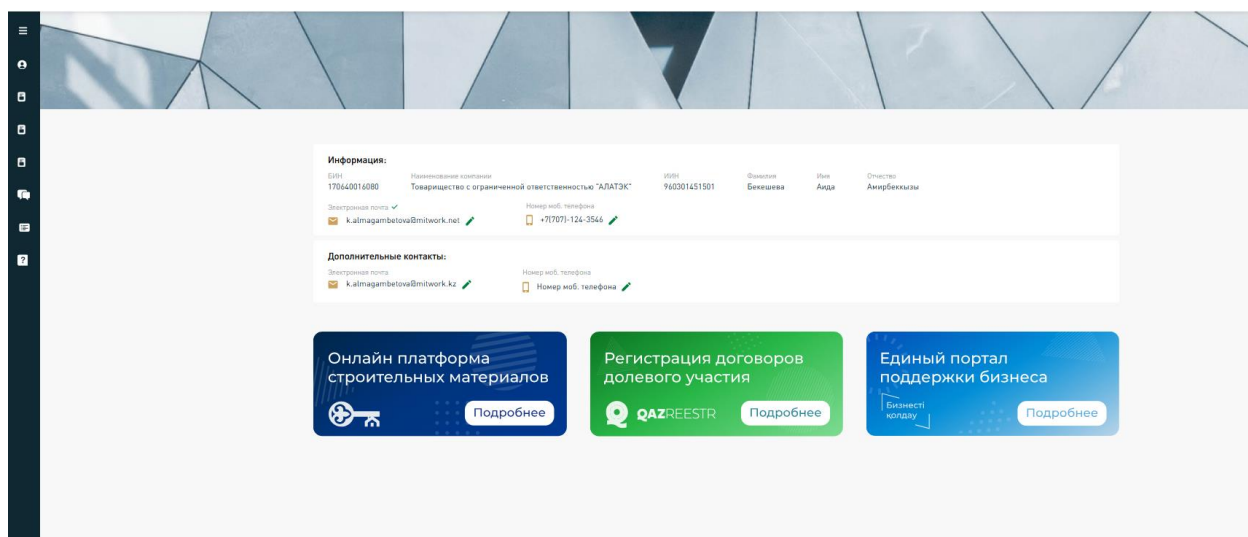 Информация:
БИН Наименование компании ИИН Фамилия Имя Отчество
170640016080 Товарищество с ограниченной ответственностью "АЛАТЭК" 960301451501 Бекешева Аида Амирбеккызы
Электронная почта Номер моб. телефона
k.almagambetova@mitwork.net +7(707)-124-3546
Дополнительные контакты:
Электронная почта Номер моб. телефона
k.almagambetova@mitwork.kz Номер моб. телефона
Онлайн платформа
строительных материалов
Подробнее
Регистрация договоров
долевого участия
QAZREESTR Подробнее
Единый портал
поддержки бизнеса
Бизнесті
қолдау
Подробнее
?